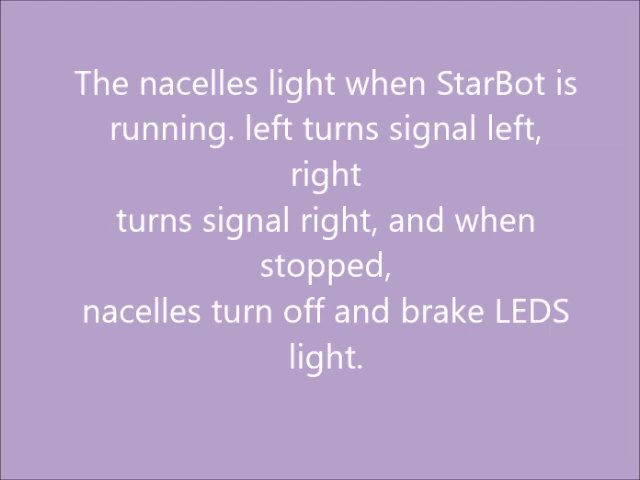 The nacelles light when StarBot is
running. left turns signal left,
right
turns signal right, and when
stopped,
nacelles turn off and brake LEDS
light.